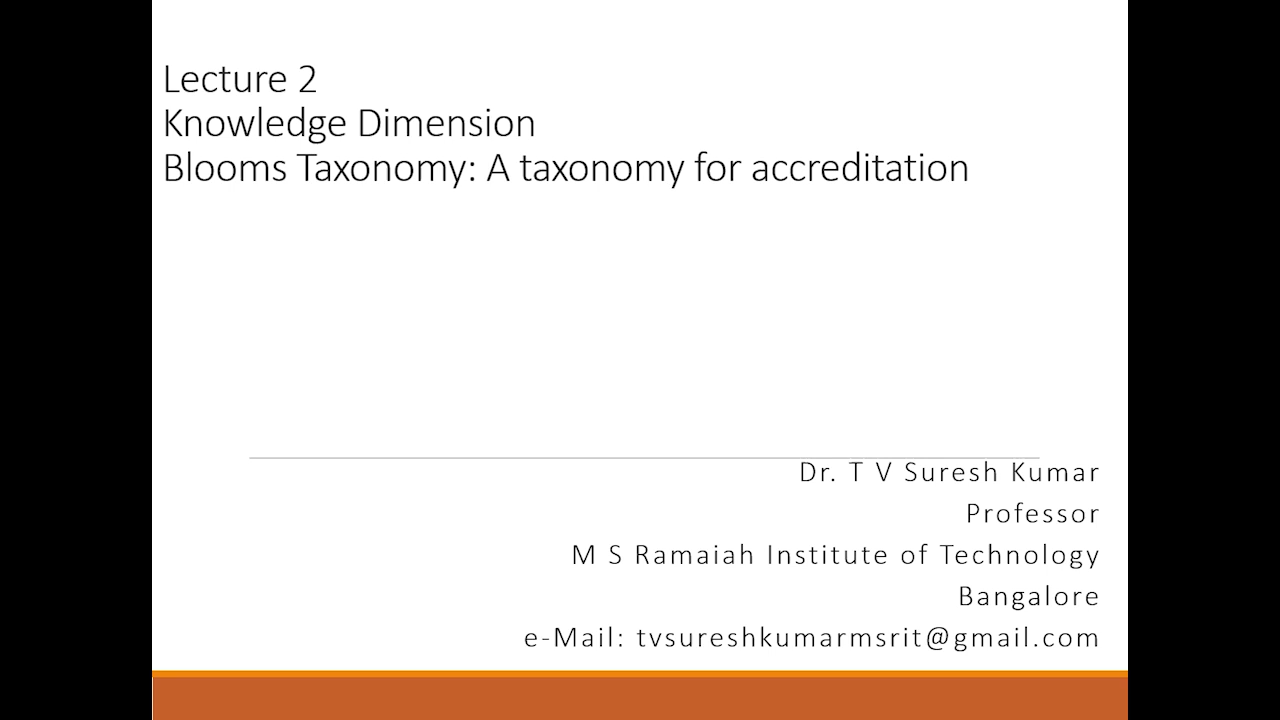 Lecture 2
Knowledge Dimension
Blooms Taxonomy: A taxonomy for accreditation
Dr. T V Suresh Kumar
Professor
M S Ramaiah Institute of Technology
Bangalore
e-Mail: tvsureshkumarmsrit@gmail.com